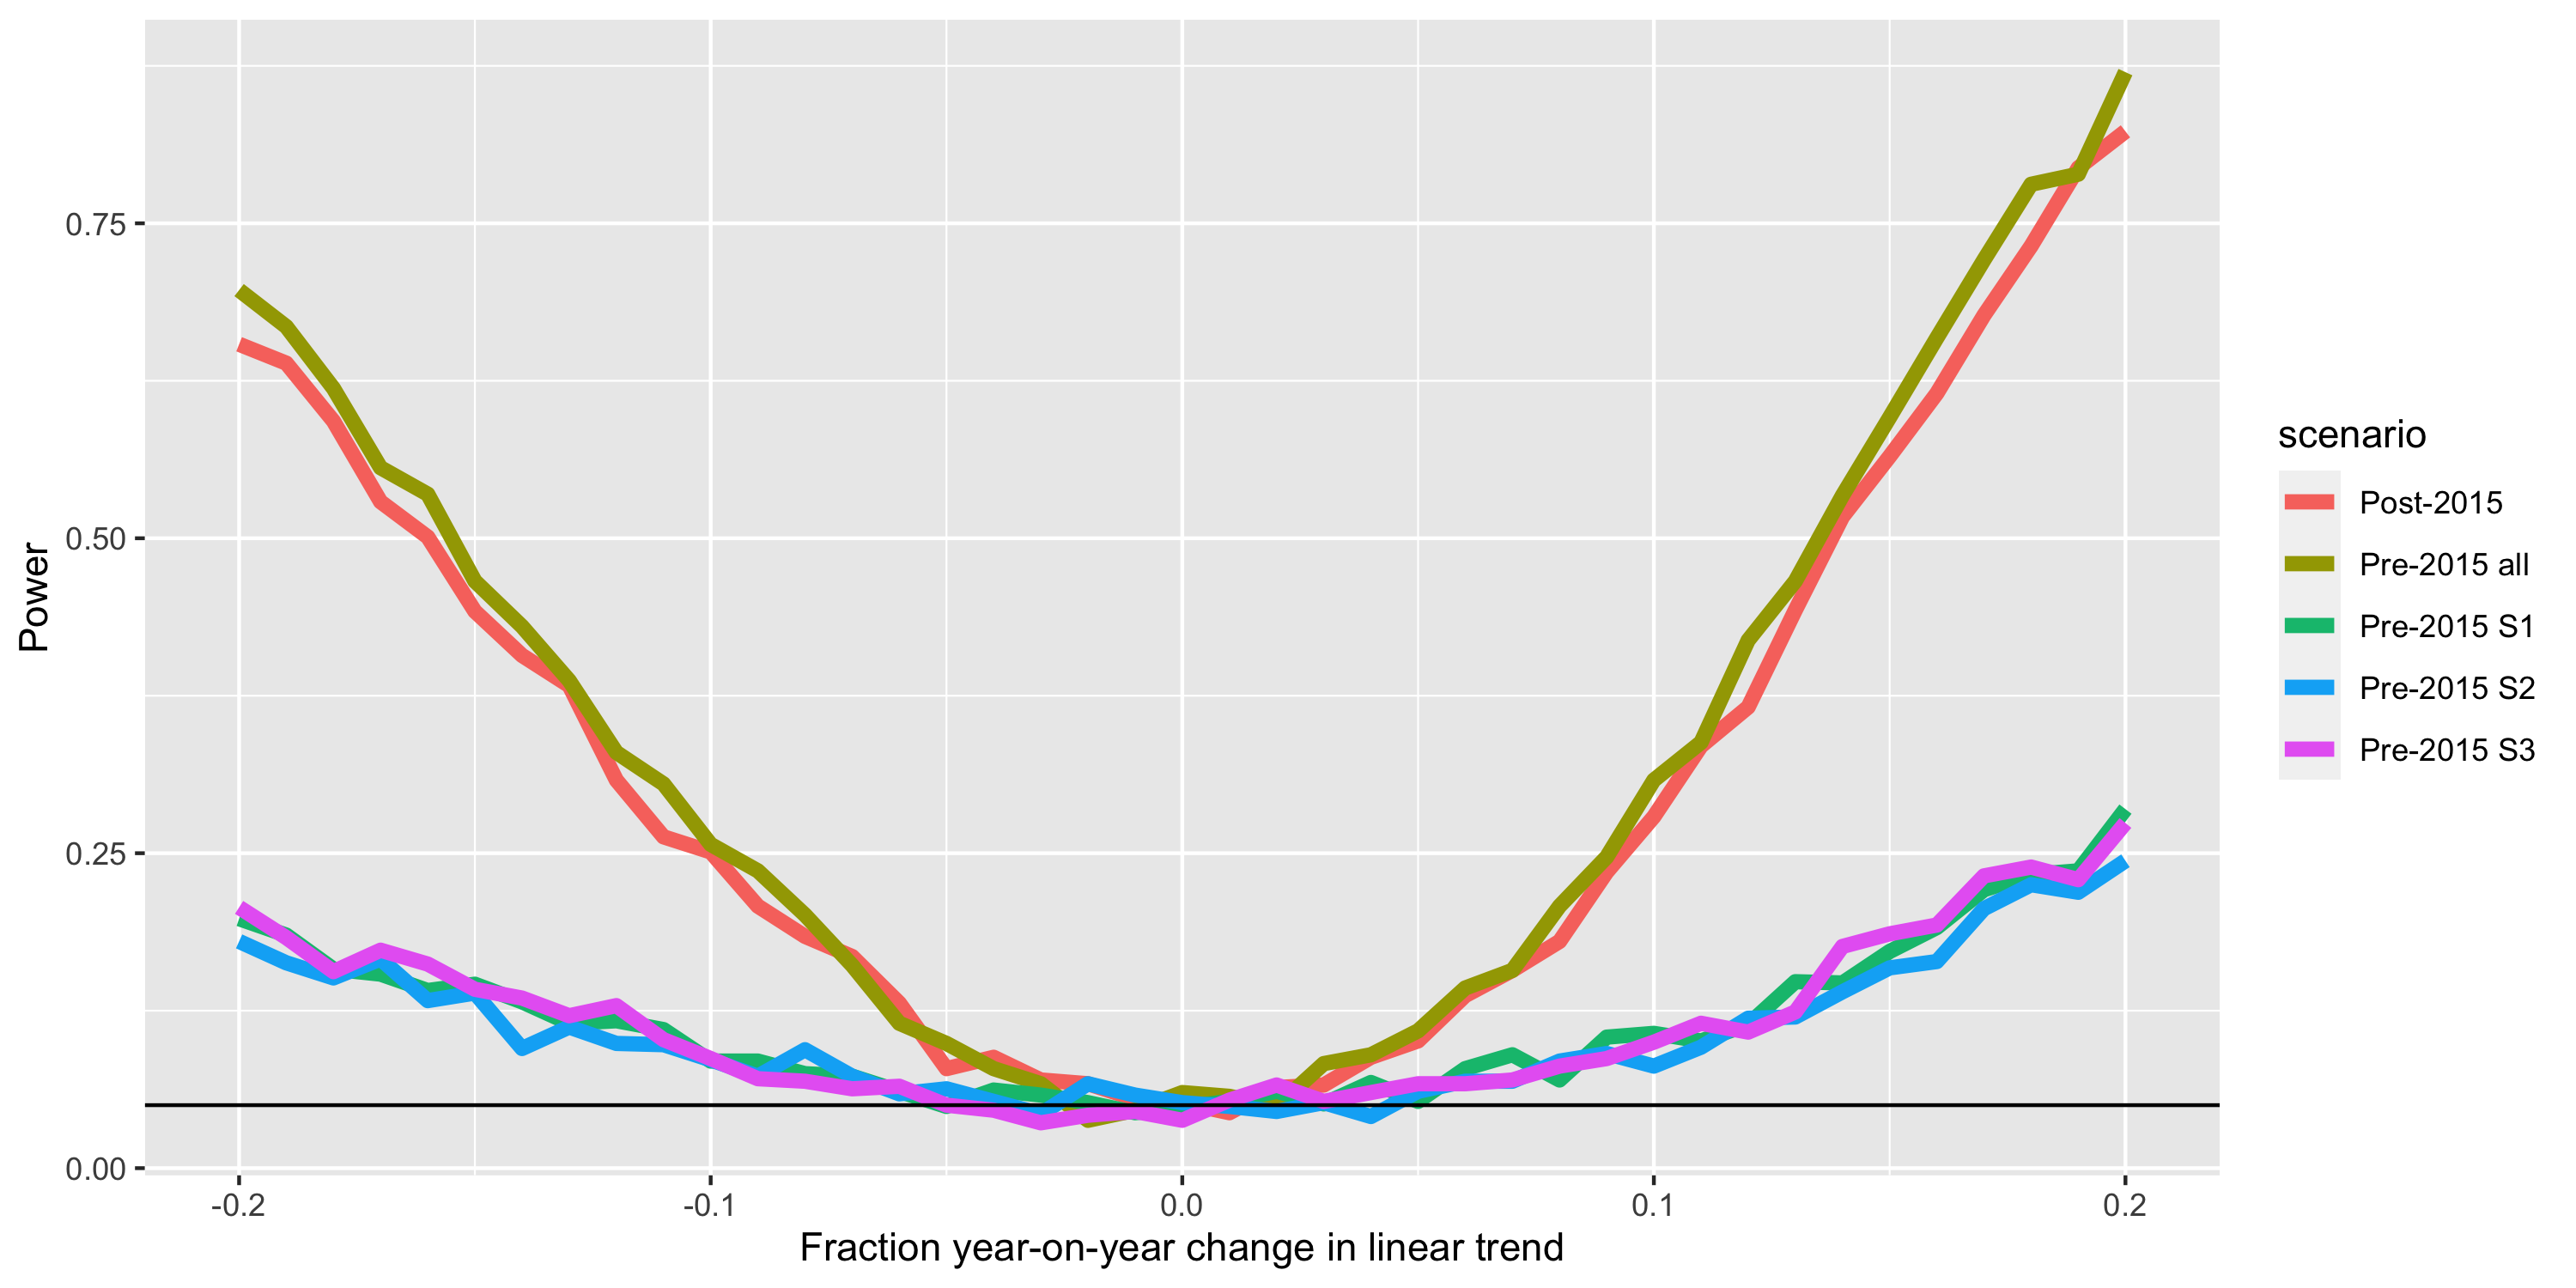 Power
0.75
0.50
0.25
0.00
-0.2
-0.1
0.0
0.1
0.2
Fraction year-on-year change in linear trend
scenario
Post-2015
Pre-2015 all
Pre-2015 S1
Pre-2015 S2
Pre-2015 S3